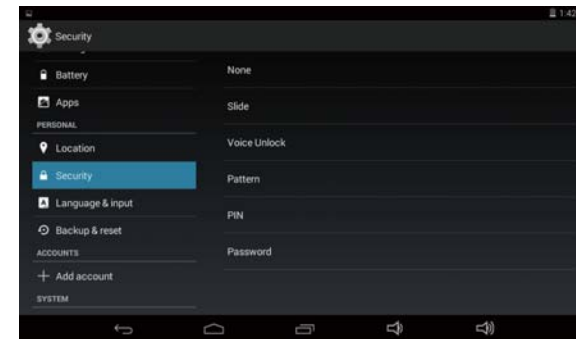 1:42
Security
Battery
Apps
PERSONAL
Location
Security
Language & input
Backup & reset
ACCOUNTS
Add account
SYSTEM
None
Slide
Voice Unlock
Pattern
PIN
Password